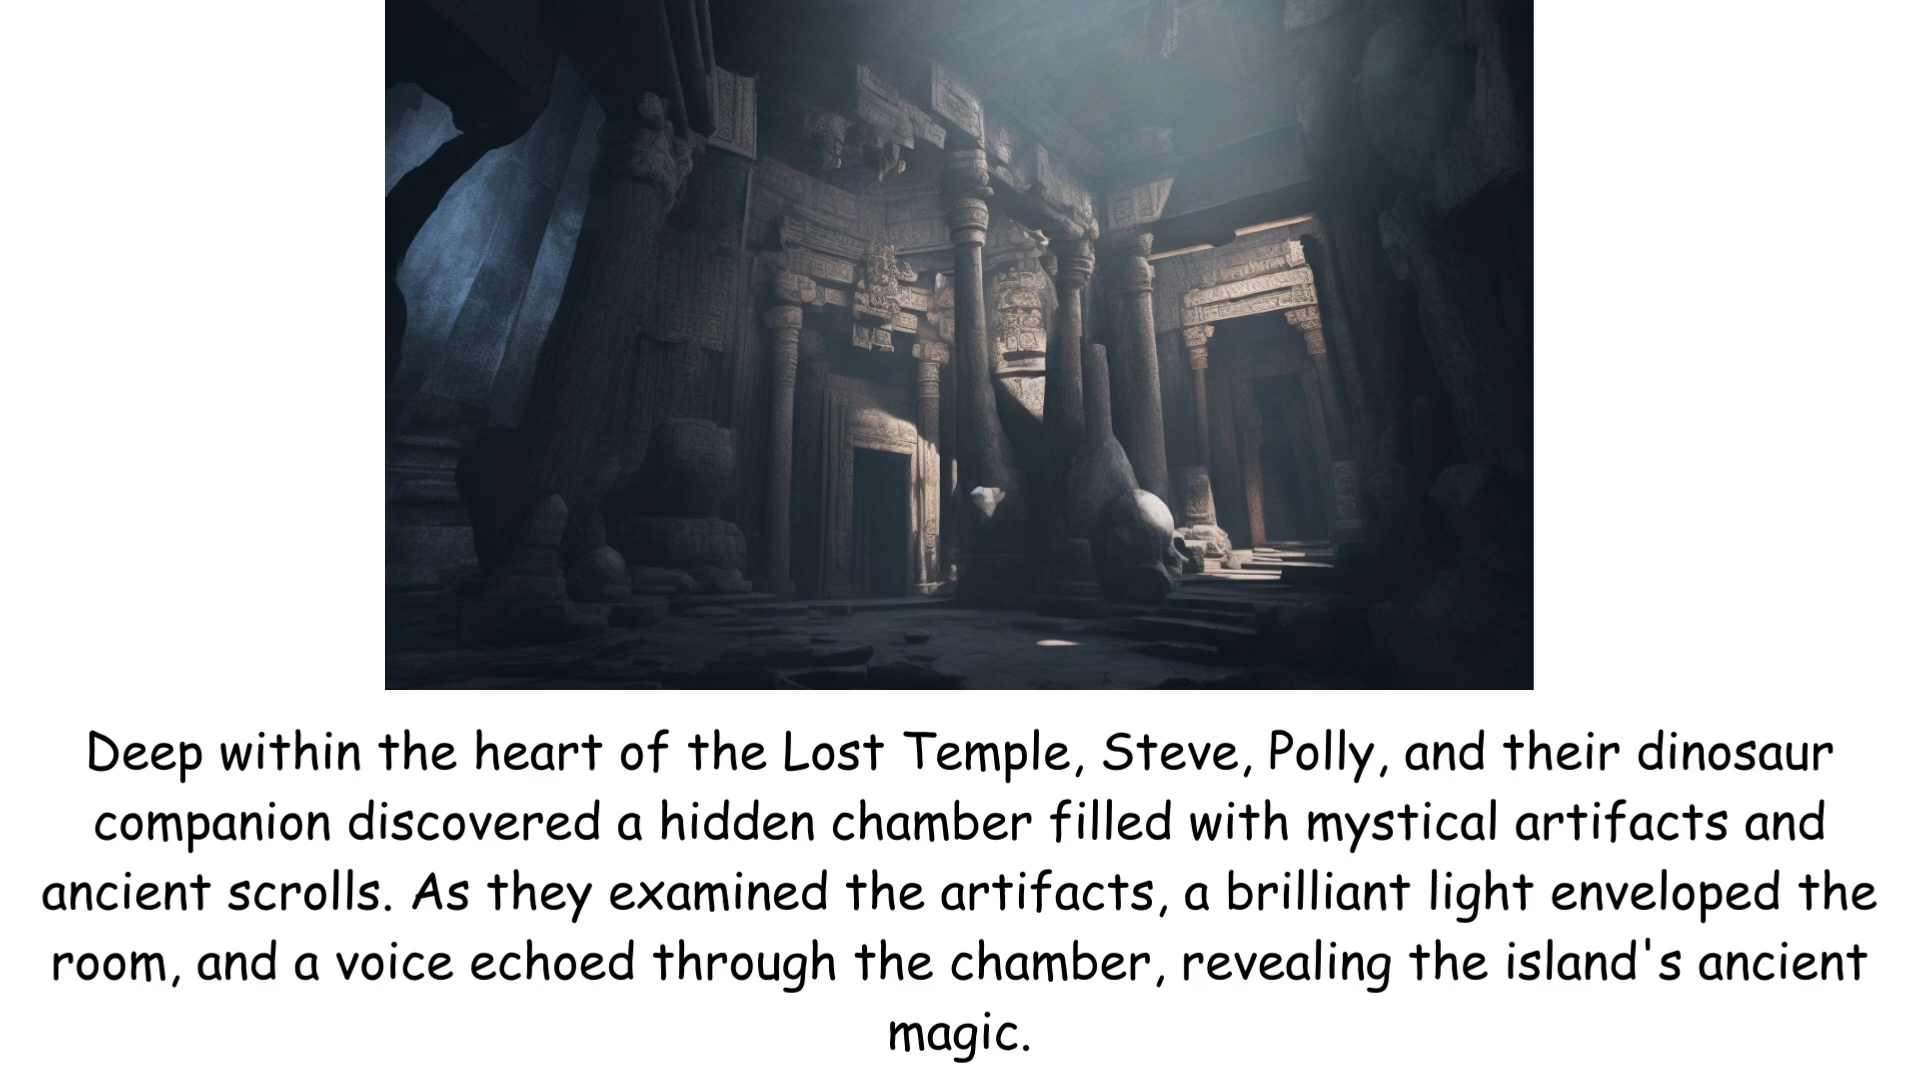 Deep within the heart of the Lost Temple, Steve, Polly, and their dinosaur
companion discovered a hidden chamber filled with mystical artifacts and
ancient scrolls. As they examined the artifacts, a brilliant light enveloped the
room, and a voice echoed through the chamber, revealing the island's ancient
magic.